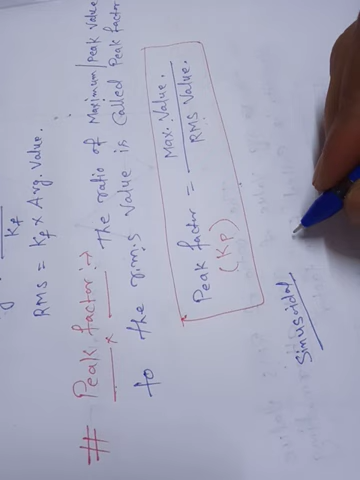 Kf
RMS = Kf × Avg. Value.
# Peak factor :→ the ratio of Maximum/Peak Value
to the r.m.s value is Called Peak factor
Peak factor = Max. Value. / RMS Value.
(Kp)
Sinusoidal